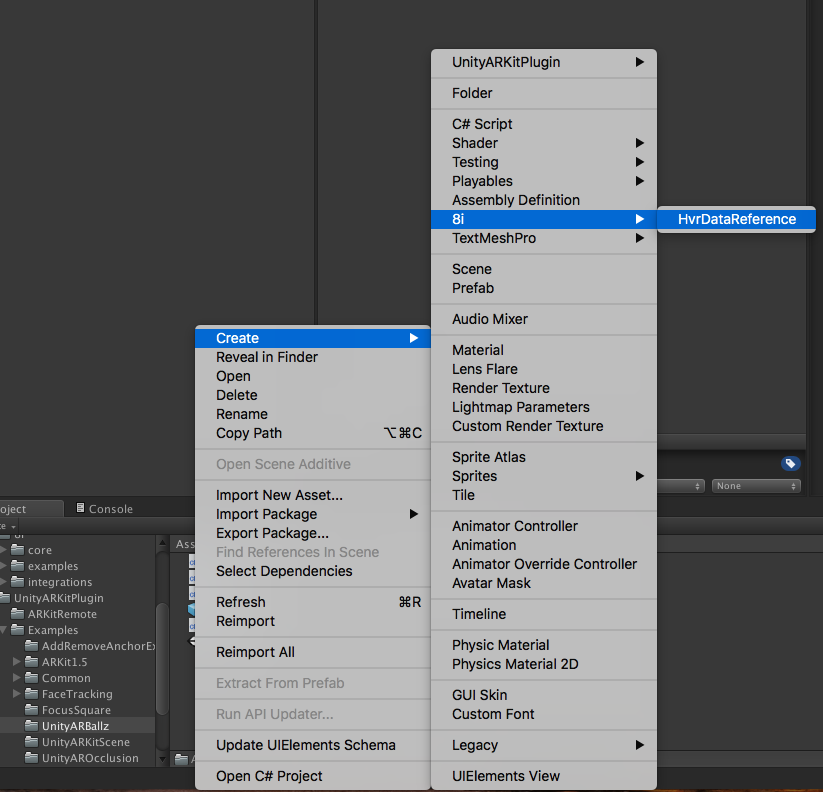 UnityARKitPlugin
Folder
C# Script
Shader
Testing
Playables
Assembly Definition
8i
HvrDataReference
TextMeshPro
Scene
Prefab
Audio Mixer
Material
Lens Flare
Render Texture
Lightmap Parameters
Custom Render Texture
Sprite Atlas
Sprites
Tile
Animator Controller
Animation
Animator Override Controller
Avatar Mask
Timeline
Physic Material
Physics Material 2D
GUI Skin
Custom Font
Legacy
UIElements View
Create
Reveal in Finder
Open
Delete
Rename
Copy Path ⌥⌘C
Open Scene Additive
Import New Asset...
Import Package
Export Package...
Find References In Scene
Select Dependencies
Refresh ⌘R
Reimport
Reimport All
Extract From Prefab
Run API Updater...
Update UIElements Schema
Open C# Project
None
oject
Console
te
Ass
core
examples
integrations
UnityARKitPlugin
ARKitRemote
Examples
AddRemoveAnchorEx
ARKit1.5
Common
FaceTracking
FocusSquare
UnityARBallz
UnityARKitScene
UnityAROcclusion